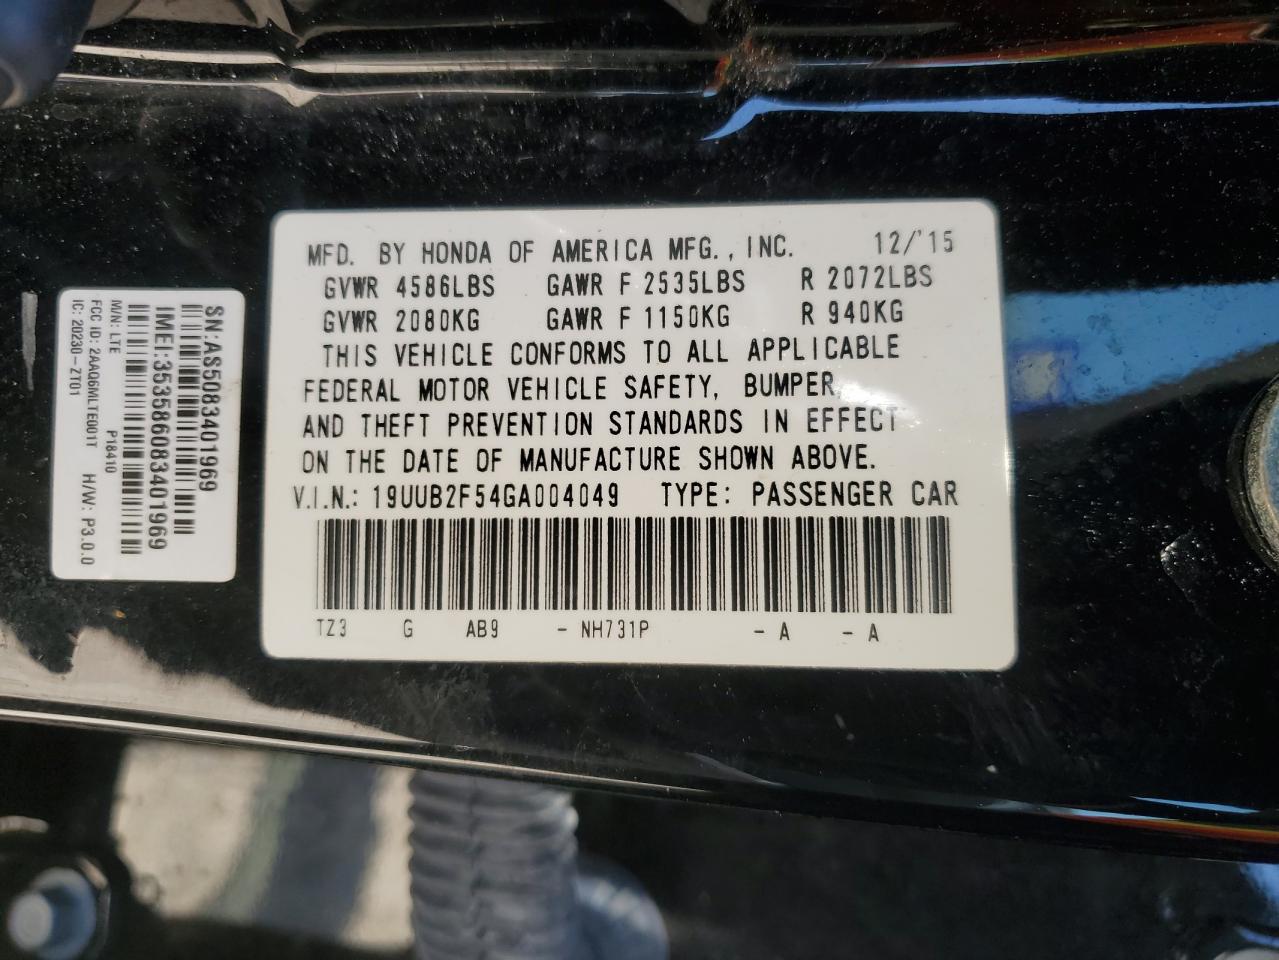 MFD. BY HONDA OF AMERICA MFG., INC. 12/'15
GVWR 4586LBS GAWR F 2535LBS R 2072LBS
GVWR 2080KG GAWR F 1150KG R 940KG
THIS VEHICLE CONFORMS TO ALL APPLICABLE
FEDERAL MOTOR VEHICLE SAFETY, BUMPER,
AND THEFT PREVENTION STANDARDS IN EFFECT
ON THE DATE OF MANUFACTURE SHOWN ABOVE.
V.I.N.: 19UUB2F54GA004049 TYPE: PASSENGER CAR
TZ3 G AB9 - NH731P - A - A
SN:AS5083401969
IMEI:353586083401969
M/N: LTE P18410
FCC ID: 2AAQ6MLTE001T H/W: P3.0.0
IC: 20230-ZT01